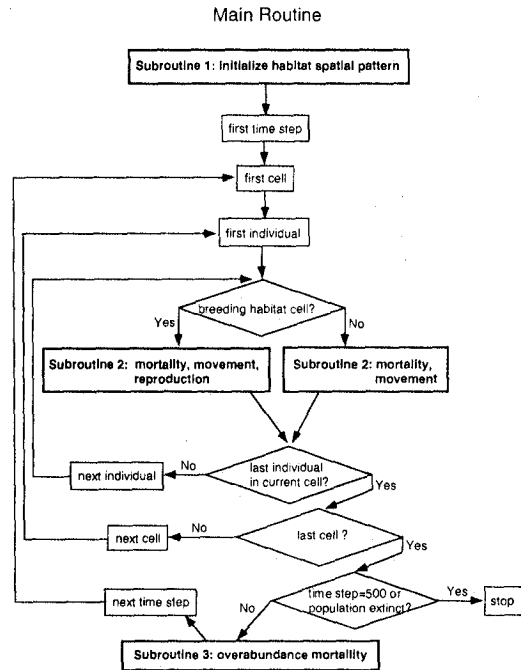 Main Routine
Subroutine 1: initialize habitat spatial pattern
first time step
first cell
first individual
breeding habitat cell?
Yes
No
Subroutine 2: mortality, movement,
reproduction
Subroutine 2: mortality,
movement
last individual
in current cell?
No
next individual
Yes
last cell ?
No
next cell
Yes
time step=500 or
population extinct?
Yes
stop
No
next time step
Subroutine 3: overabundance mortality